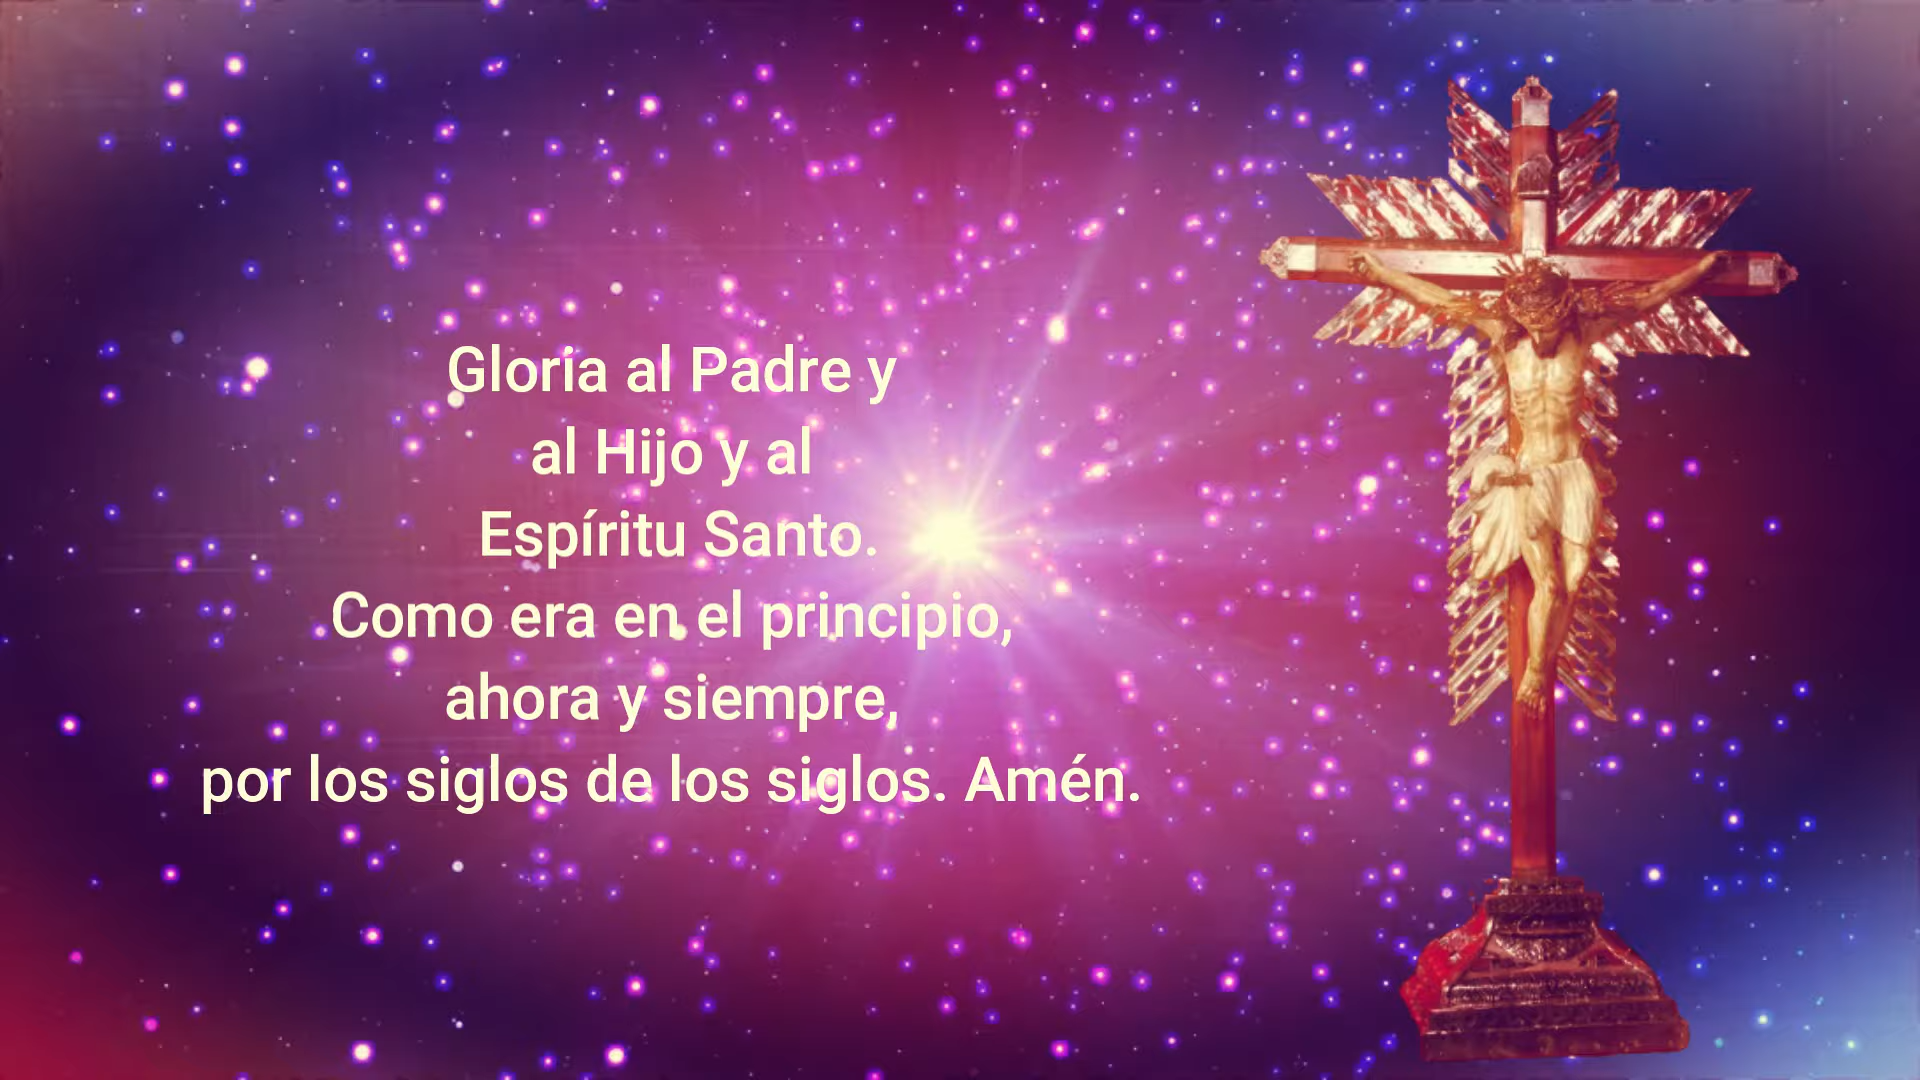 Gloria al Padre y
al Hijo y al
Espíritu Santo.
Como era en el principio,
ahora y siempre,
por los siglos de los siglos. Amén.